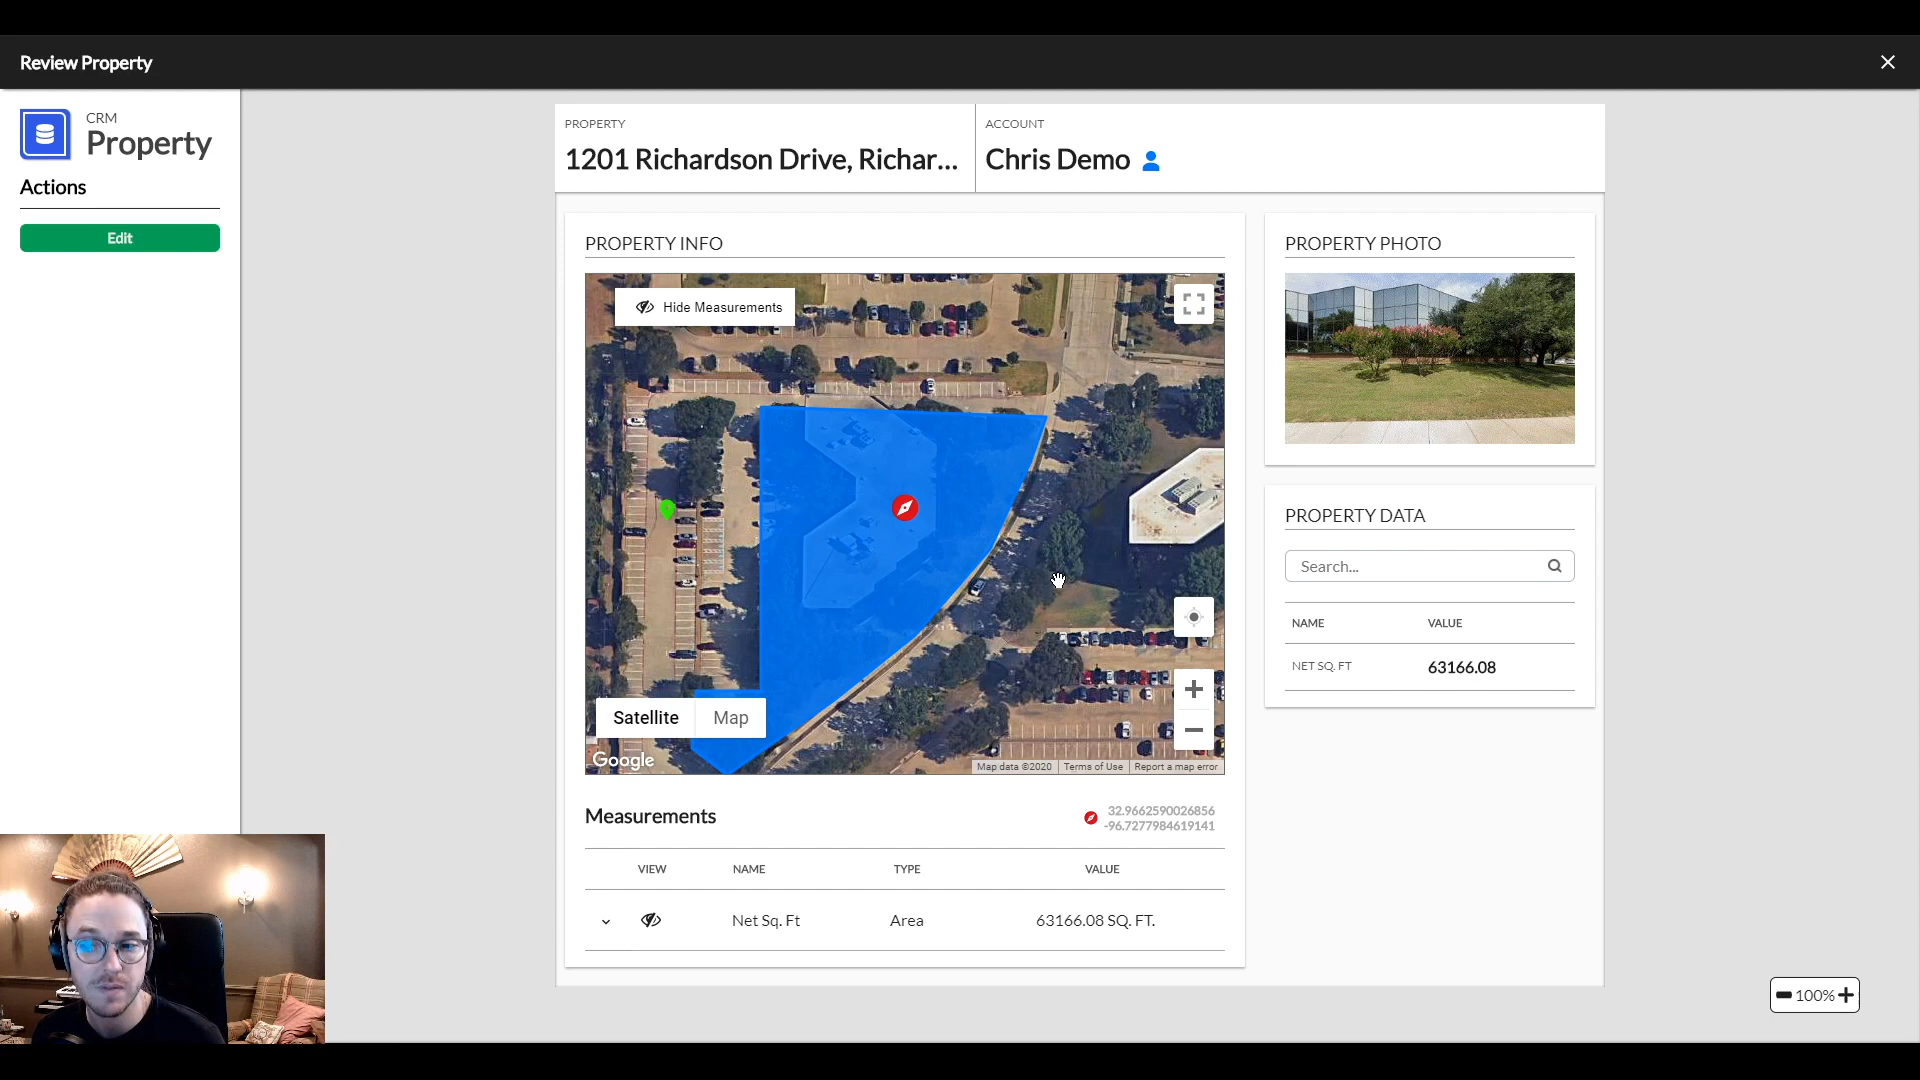 Review Property
CRM
Property
Actions
Edit
PROPERTY
1201 Richardson Drive, Richar...
ACCOUNT
Chris Demo
PROPERTY INFO
Hide Measurements
Satellite
Map
Google
Map data ©2020
Terms of Use
Report a map error
Measurements
32.9662590026856
-96.7277984619141
VIEW NAME TYPE VALUE
Net Sq. Ft Area 63166.08 SQ. FT.
PROPERTY PHOTO
PROPERTY DATA
Search...
NAME VALUE
NET SQ. FT 63166.08
100%